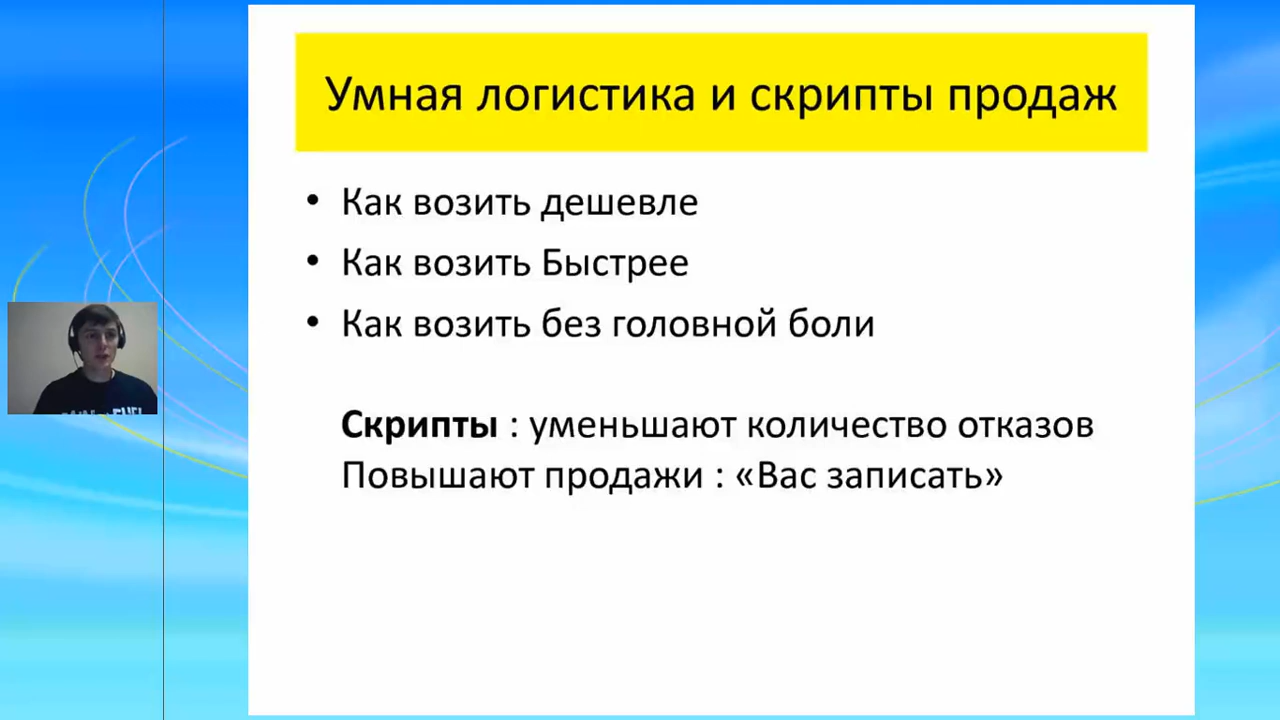 Умная логистика и скрипты продаж
• Как возить дешевле
• Как возить Быстрее
• Как возить без головной боли
Скрипты : уменьшают количество отказов
Повышают продажи : «Вас записать»